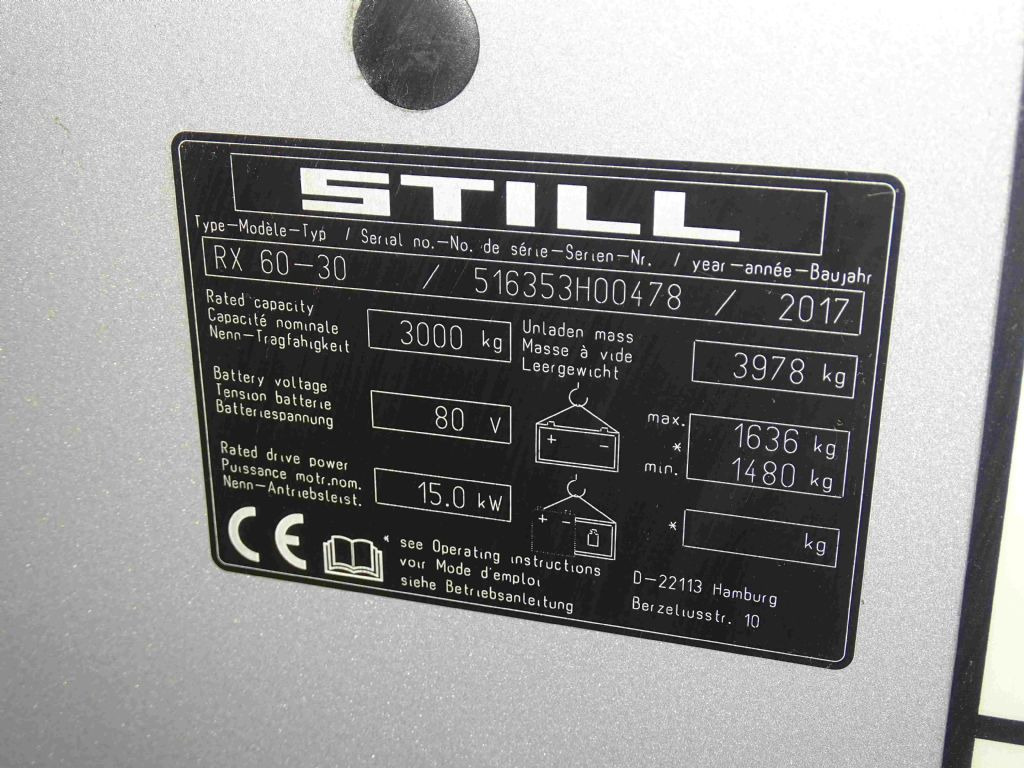 STILL
Type-Modèle-Typ / Serial no.-No. de série-Serien-Nr. / year-année-Baujahr
RX 60-30 / 516353H00478 / 2017
Rated capacity
Capacité nominale
Nenn-Tragfähigkeit
3000 kg
Unladen mass
Masse à vide
Leergewicht
3978 kg
Battery voltage
Tension batterie
Batteriespannung
80 V
+ -
max.
*
min.
1636 kg
1480 kg
Rated drive power
Puissance motr.nom.
Nenn-Antriebsleist.
15.0 kW
+ -
*
kg
CE
* see Operating instructions
voir Mode d'emploi
siehe Betriebsanleitung
D-22113 Hamburg
Berzeliusstr. 10